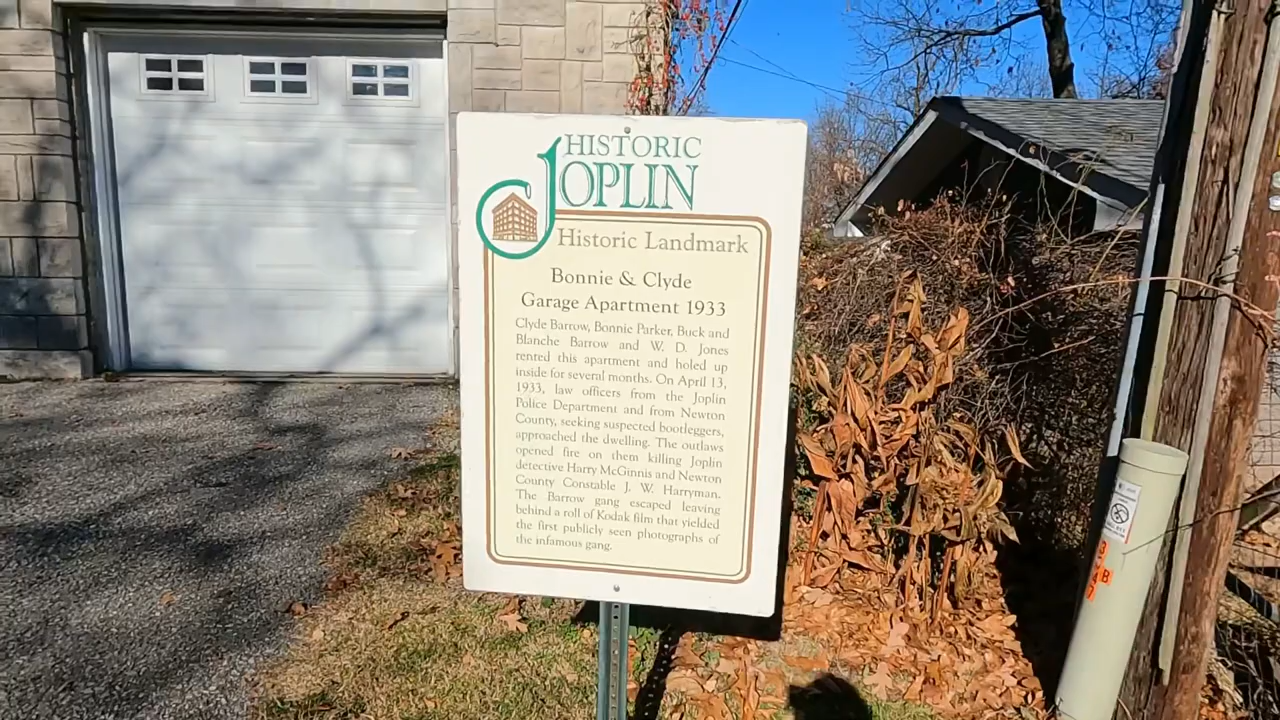 HISTORIC
JOPLIN
Historic Landmark
Bonnie & Clyde
Garage Apartment 1933
Clyde Barrow, Bonnie Parker, Buck and
Blanche Barrow and W. D. Jones
rented this apartment and holed up
inside for several months. On April 13,
1933, law officers from the Joplin
Police Department and from Newton
County, seeking suspected bootleggers,
approached the dwelling. The outlaws
opened fire on them killing Joplin
detective Harry McGinnis and Newton
County Constable J. W. Harryman.
The Barrow gang escaped leaving
behind a roll of Kodak film that yielded
the first publicly seen photographs of
the infamous gang.